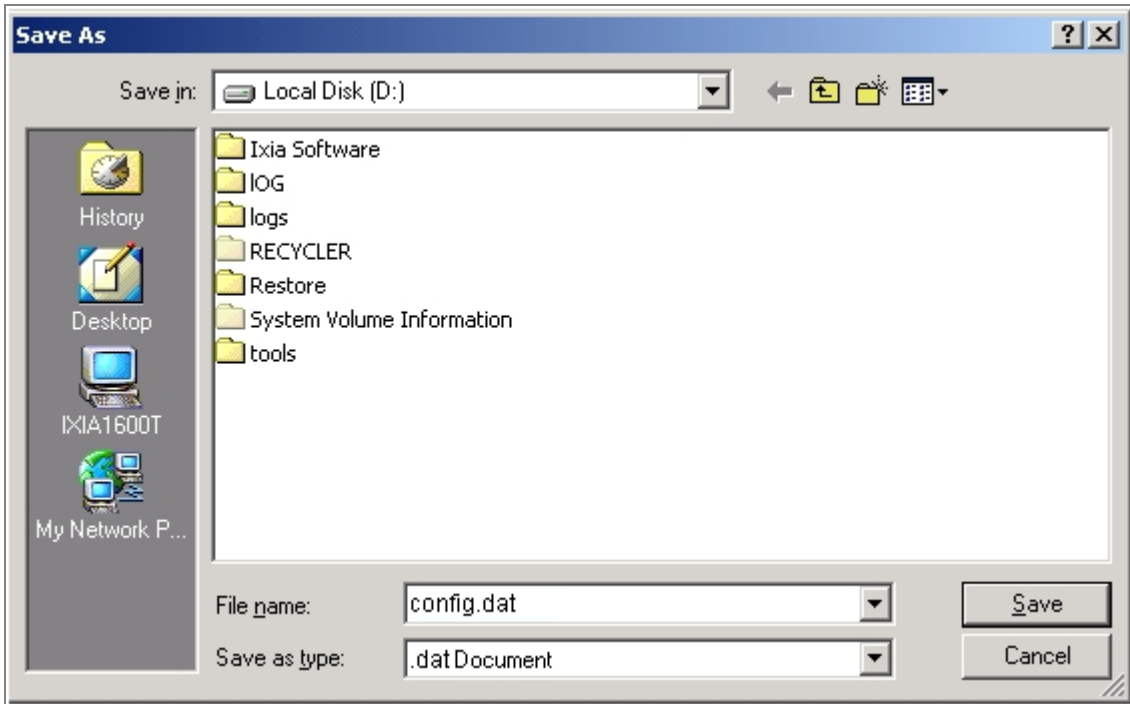 Save As
Save in:
Local Disk (D:)
History
Desktop
IXIA1600T
My Network P...
Ixia Software
lOG
logs
RECYCLER
Restore
System Volume Information
tools
File name:
config.dat
Save
Save as type:
.dat Document
Cancel